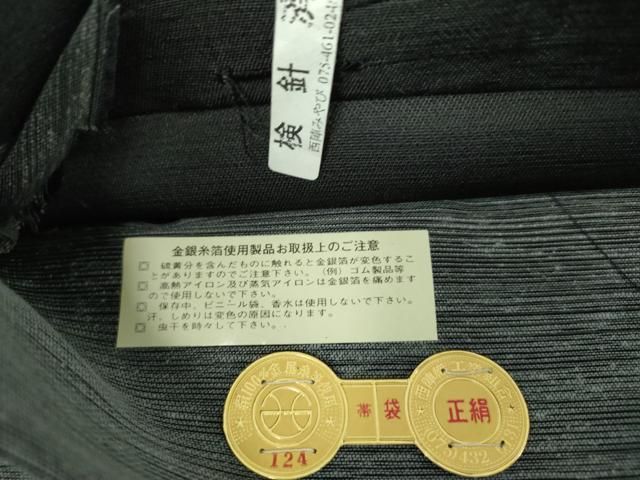 検針
西陣みやび 075-461-024
金銀糸箔使用製品お取扱上のご注意
□ 硫黄分を含んだものに触れると金銀箔が変色するこ
とがありますのでご注意下さい。（例）ゴム製品等
□ 高熱アイロン及び蒸気アイロンは金銀箔を痛めます
ので使用しないで下さい。
□ 保存中、ビニール袋、香水は使用しないで下さい。
汗、しめりは変色の原因になります。
□ 虫干を時々して下さい。
124
帯袋
正絹